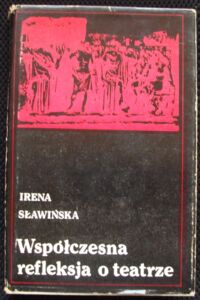 IRENA
SŁAWIŃSKA
Współczesna
refleksja o teatrze